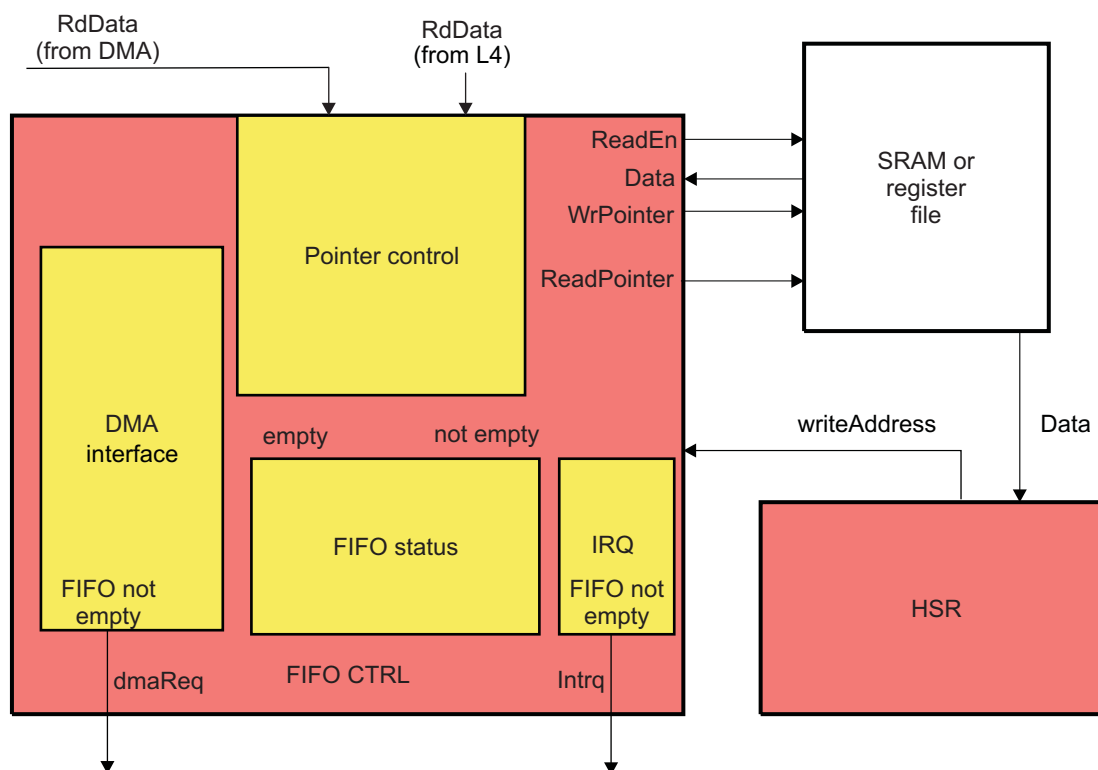 RdData
(from DMA)
RdData
(from L4)
ReadEn
Data
WrPointer
ReadPointer
SRAM or
register
file
Pointer control
DMA
interface
FIFO not
empty
empty
not empty
FIFO status
IRQ
FIFO not
empty
writeAddress
Data
HSR
dmaReq
FIFO CTRL
Intrq